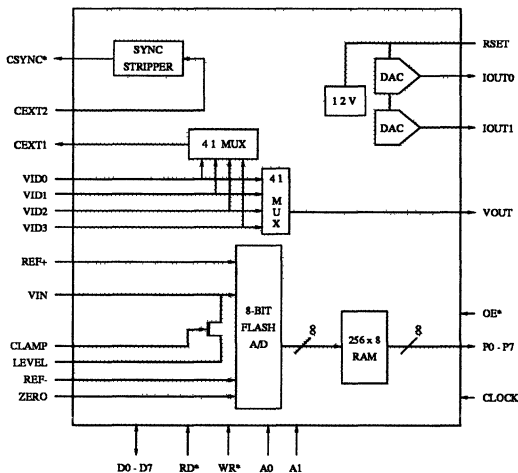 CSYNC*
SYNC
STRIPPER
CEXT2
CEXT1
4 1 MUX
VID0
VID1
VID2
VID3
4 1
M
U
X
RSET
DAC
IOUT0
1 2 V
DAC
IOUT1
VOUT
REF+
VIN
CLAMP
LEVEL
REF-
ZERO
8-BIT
FLASH
A/D
8
256 x 8
RAM
8
OE*
P0 - P7
CLOCK
D0 - D7
RD*
WR*
A0
A1